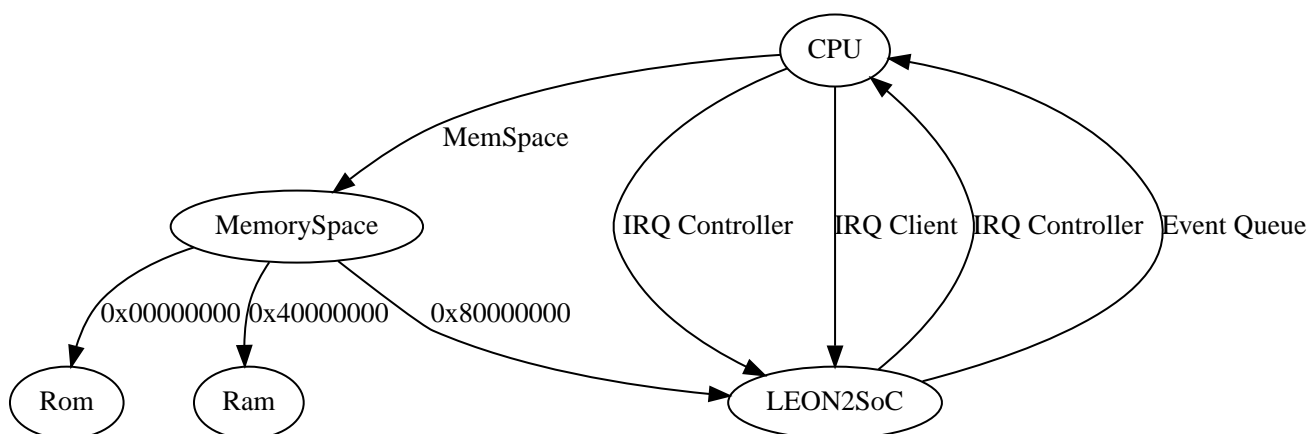 CPU
MemSpace
MemorySpace
IRQ Controller
IRQ Client
IRQ Controller
Event Queue
0x00000000
0x40000000
0x80000000
Rom
Ram
LEON2SoC